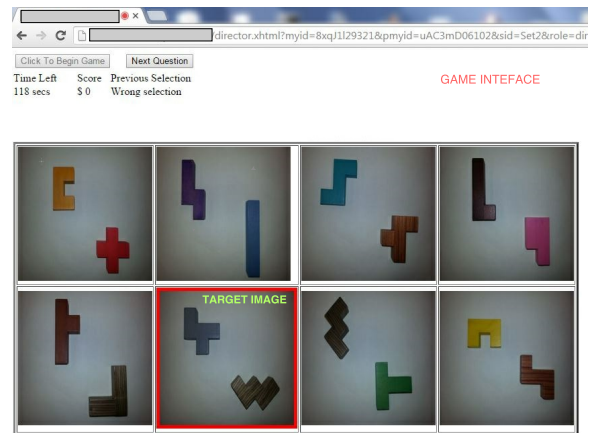 director.xhtml?myid=8xqJ1l29321&pmyid=uAC3mD06102&sid=Set2&role=dir
Click To Begin Game Next Question
Time Left Score Previous Selection
118 secs $ 0 Wrong selection
GAME INTEFACE
TARGET IMAGE